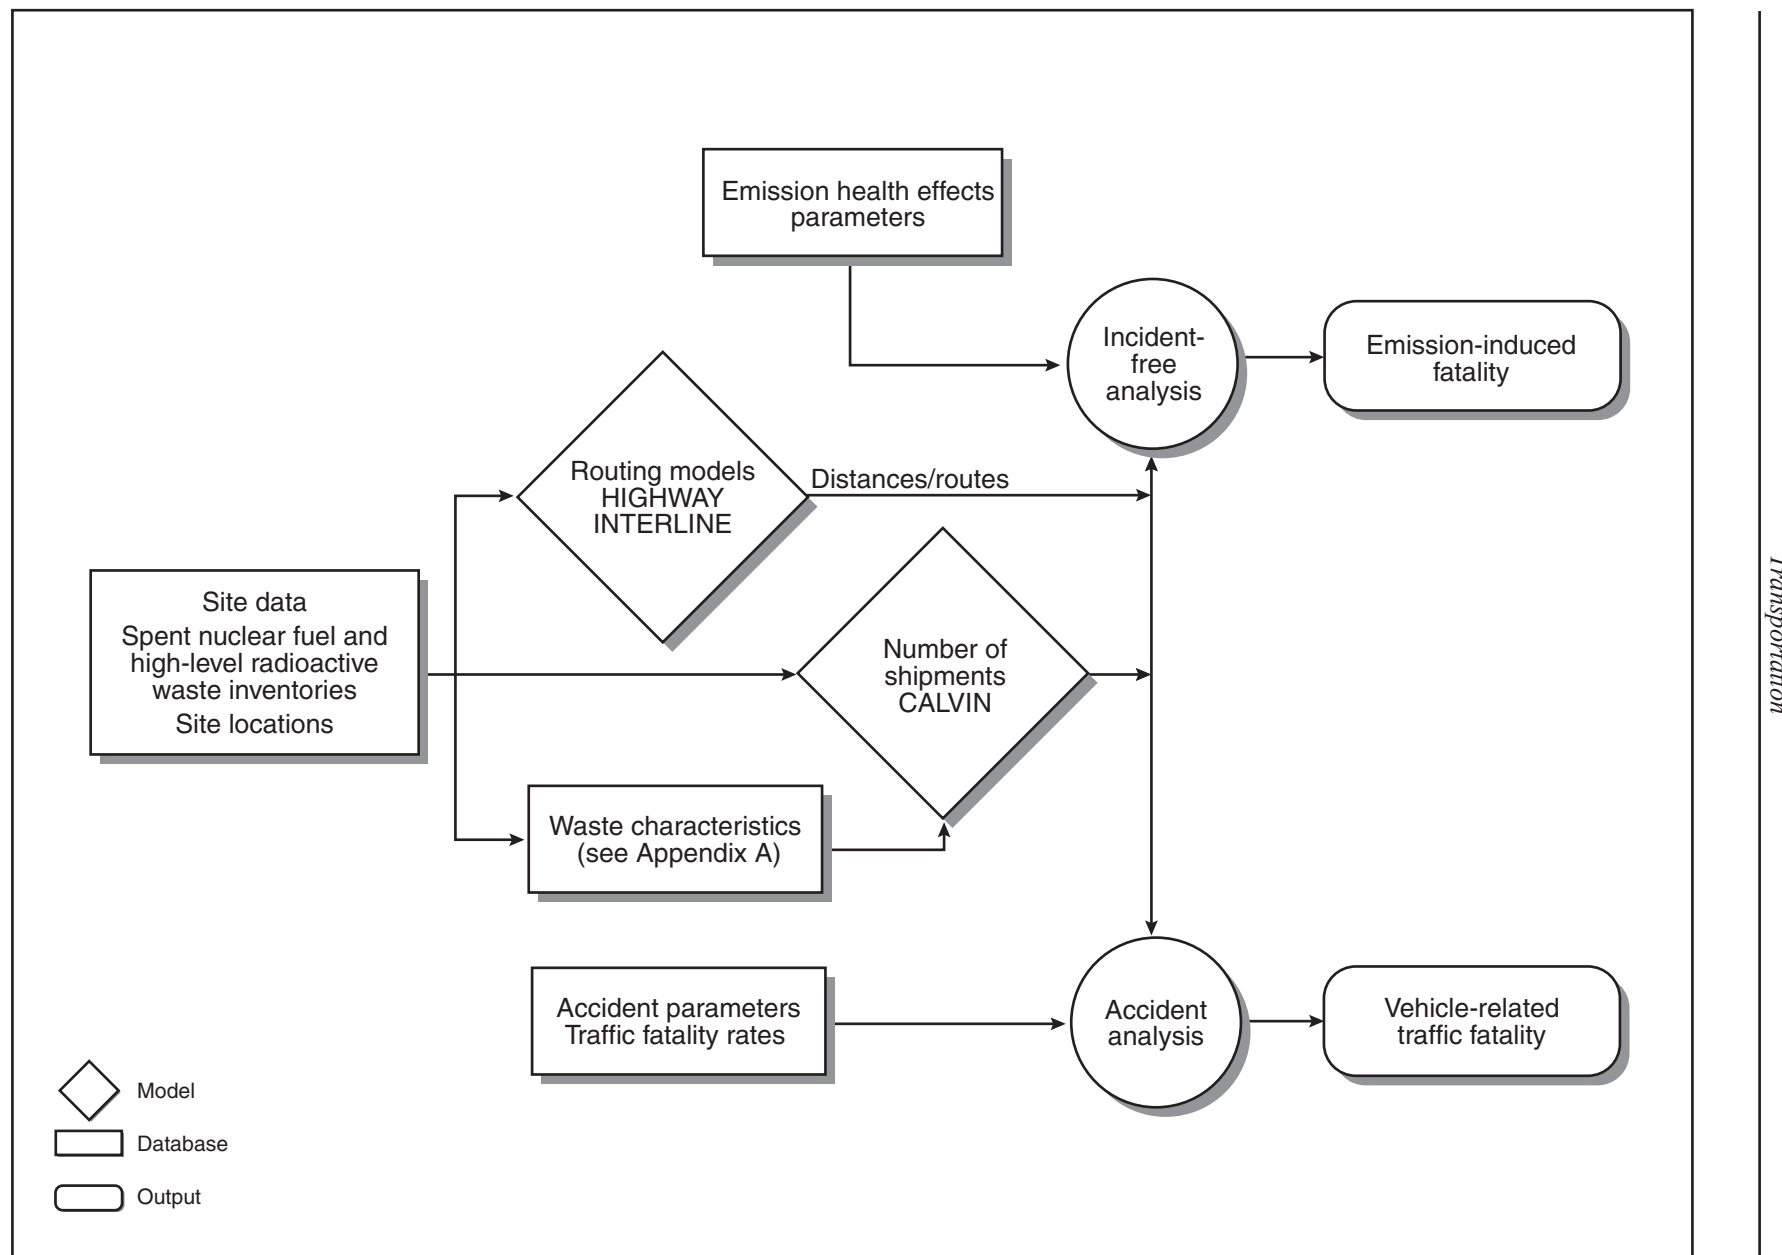 Emission health effects
parameters
Incident-
free
analysis
Emission-induced
fatality
Routing models
HIGHWAY
INTERLINE
Distances/routes
Site data
Spent nuclear fuel and
high-level radioactive
waste inventories
Site locations
Number of
shipments
CALVIN
Waste characteristics
(see Appendix A)
Accident parameters
Traffic fatality rates
Accident
analysis
Vehicle-related
traffic fatality
Model
Database
Output
Transportation